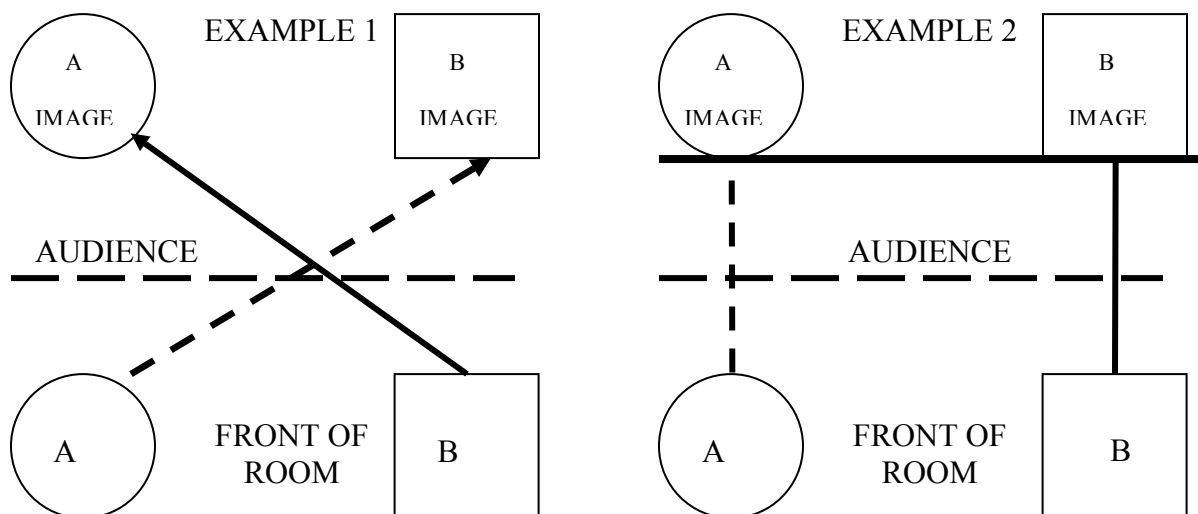 EXAMPLE 1
A
IMAGE
B
IMAGE
AUDIENCE
A
FRONT OF
ROOM
B
EXAMPLE 2
A
IMAGE
B
IMAGE
AUDIENCE
A
FRONT OF
ROOM
B